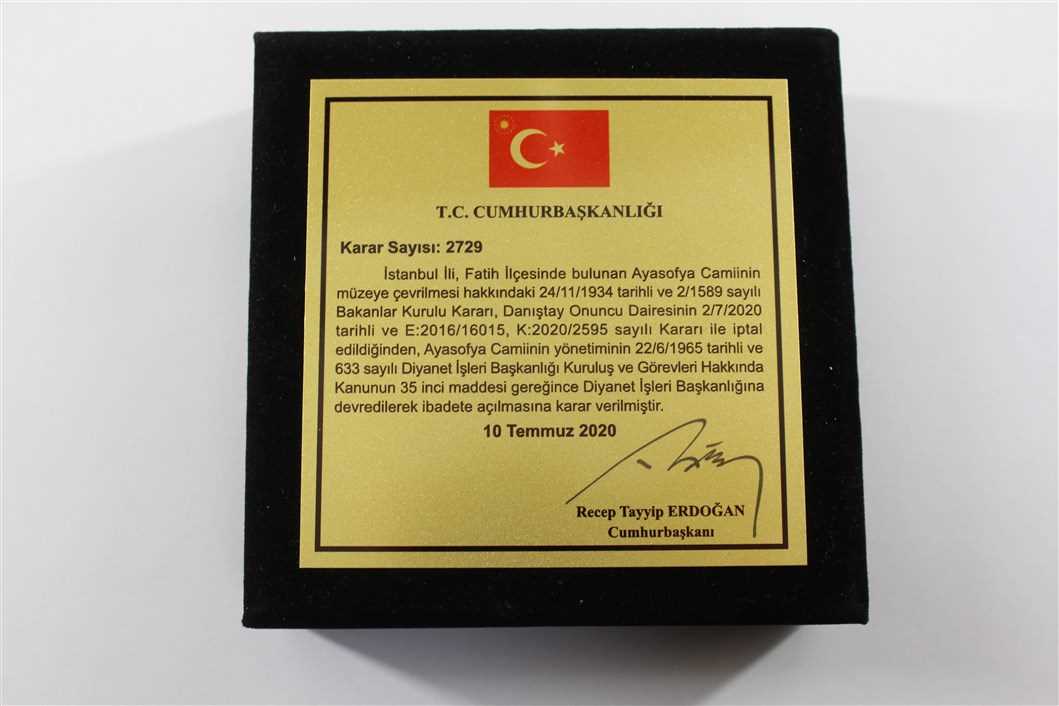 T.C. CUMHURBAŞKANLIĞI
Karar Sayısı: 2729
İstanbul İli, Fatih İlçesinde bulunan Ayasofya Camiinin
müzeye çevrilmesi hakkındaki 24/11/1934 tarihli ve 2/1589 sayılı
Bakanlar Kurulu Kararı, Danıştay Onuncu Dairesinin 2/7/2020
tarihli ve E:2016/16015, K:2020/2595 sayılı Kararı ile iptal
edildiğinden, Ayasofya Camiinin yönetiminin 22/6/1965 tarihli ve
633 sayılı Diyanet İşleri Başkanlığı Kuruluş ve Görevleri Hakkında
Kanunun 35 inci maddesi gereğince Diyanet İşleri Başkanlığına
devredilerek ibadete açılmasına karar verilmiştir.
10 Temmuz 2020
Recep Tayyip ERDOĞAN
Cumhurbaşkanı